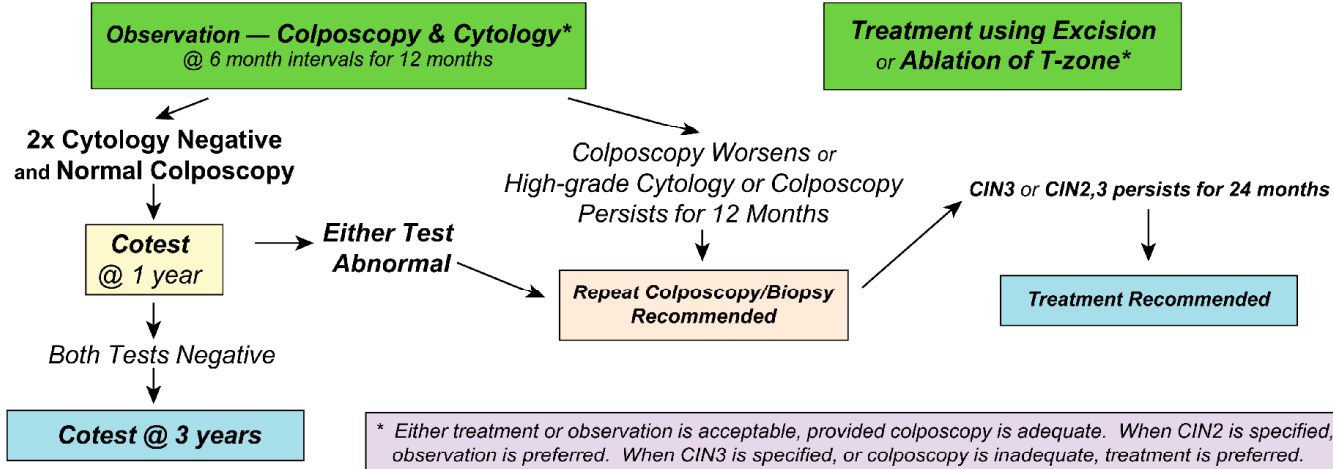 Observation — Colposcopy & Cytology*
@ 6 month intervals for 12 months
Treatment using Excision
or Ablation of T-zone*
2x Cytology Negative
and Normal Colposcopy
Colposcopy Worsens or
High-grade Cytology or Colposcopy
Persists for 12 Months
CIN3 or CIN2,3 persists for 24 months
Cotest
@ 1 year
Either Test
Abnormal
Repeat Colposcopy/Biopsy
Recommended
Treatment Recommended
Both Tests Negative
Cotest @ 3 years
* Either treatment or observation is acceptable, provided colposcopy is adequate. When CIN2 is specified,
observation is preferred. When CIN3 is specified, or colposcopy is inadequate, treatment is preferred.